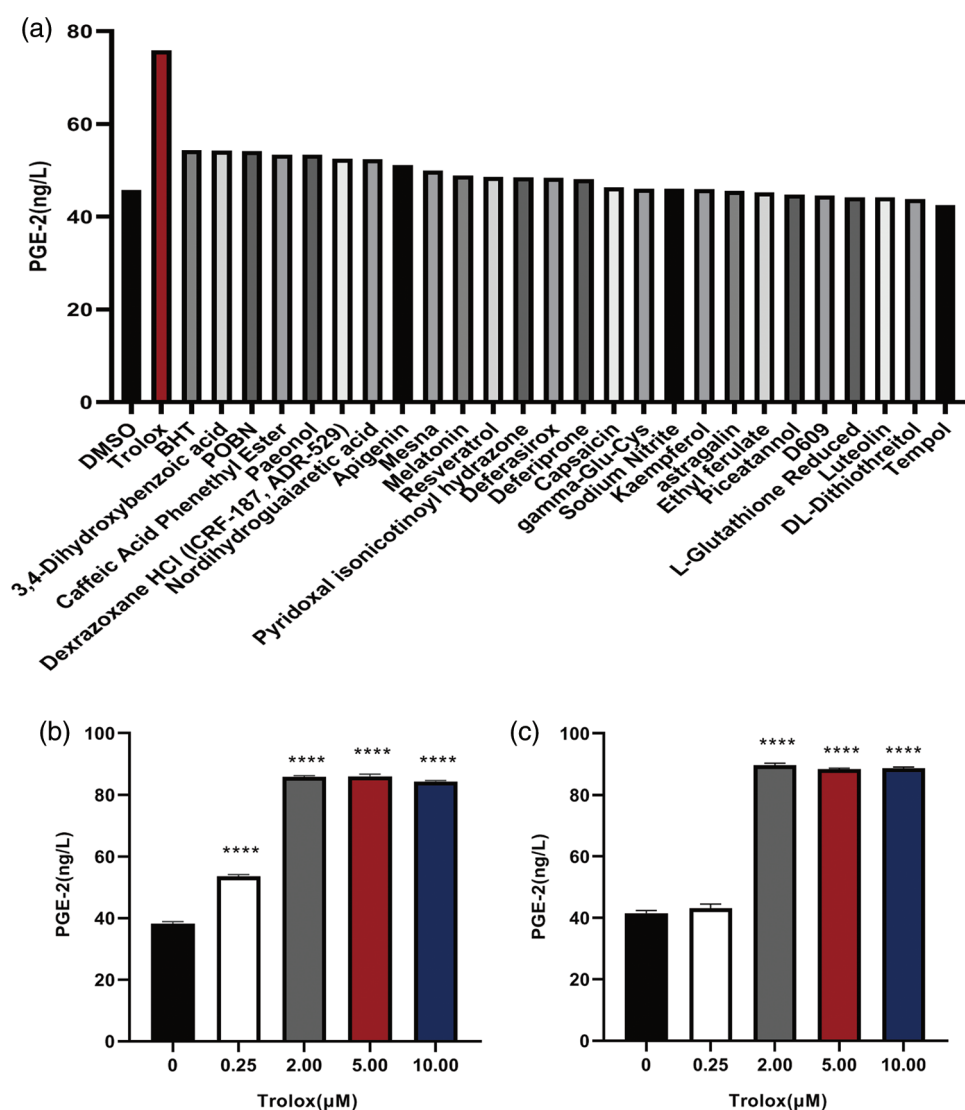 (a)
PGE-2(ng/L)
80
60
40
20
0
DMSO
Trolox
BHT
3,4-Dihydroxybenzoic acid
POBN
Caffeic Acid Phenethyl Ester
Paeonol
Dexrazoxane HCl (ICRF-187, ADR-529)
Nordihydroguaiaretic acid
Apigenin
Mesna
Melatonin
Resveratrol
Pyridoxal isonicotinoyl hydrazone
Deferasirox
Deferiprone
Capsaicin
gamma-Glu-Cys
Sodium Nitrite
Kaempferol
astragalin
Ethyl ferulate
Piceatannol
D609
L-Glutathione Reduced
Luteolin
DL-Dithiothreitol
Tempol
(b)
PGE-2(ng/L)
100
80
60
40
20
0
****
****
****
****
0 0.25 2.00 5.00 10.00
Trolox(μM)
(c)
PGE-2(ng/L)
100
80
60
40
20
0
****
****
****
0 0.25 2.00 5.00 10.00
Trolox(μM)